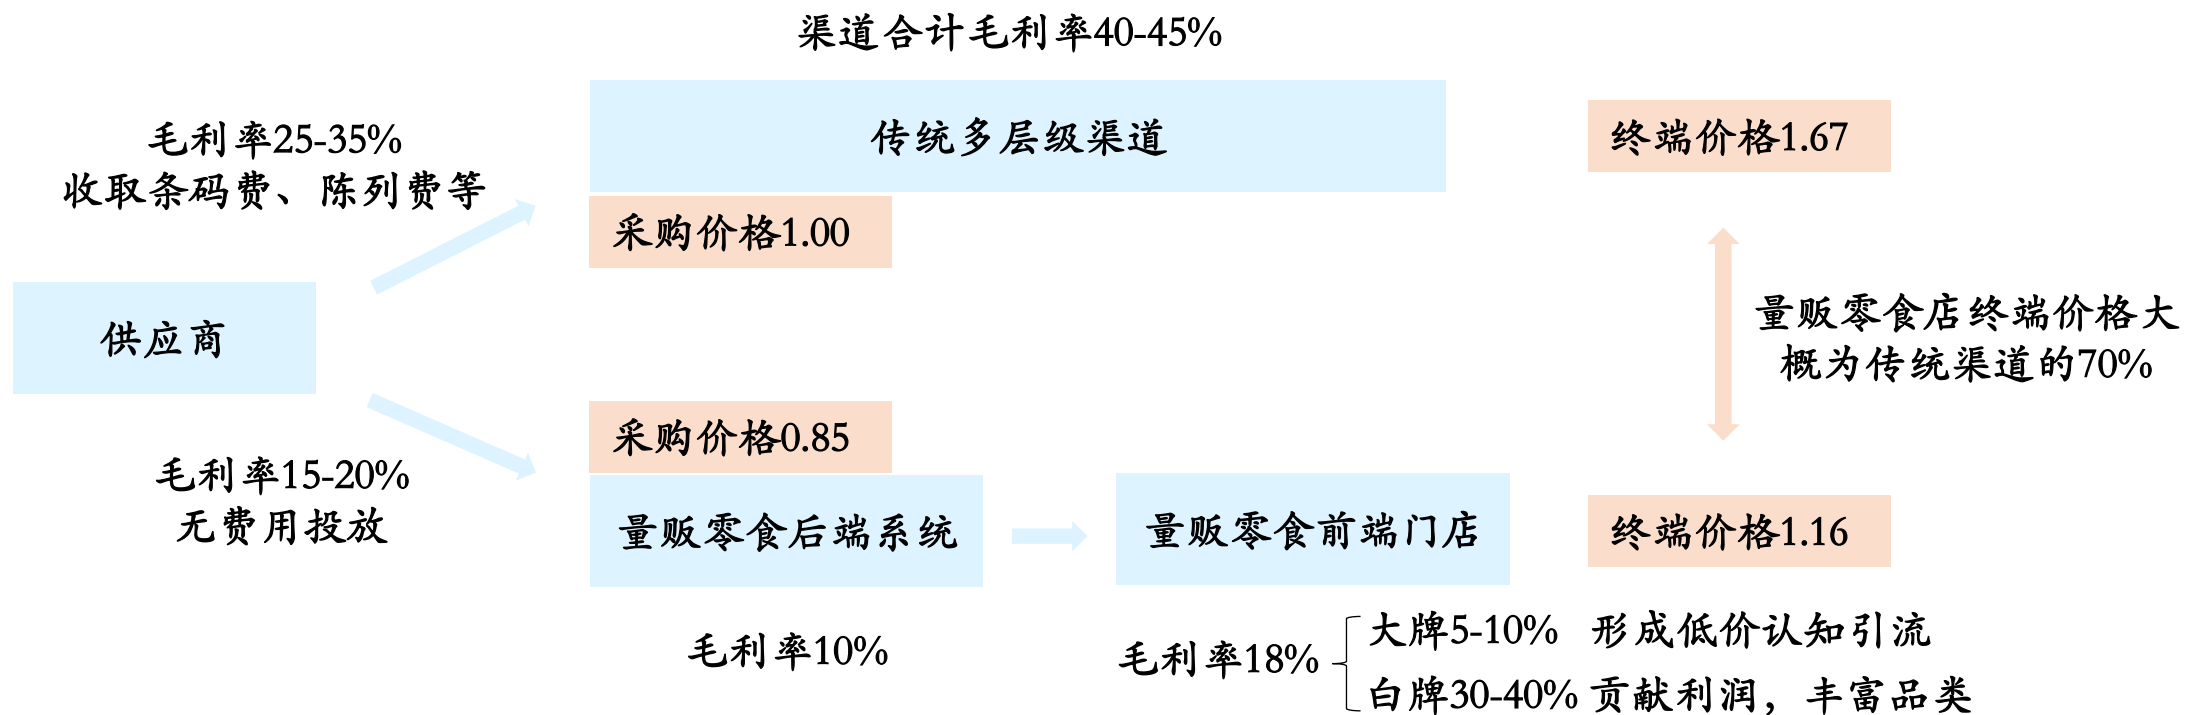 渠道合计毛利率40-45%
毛利率25-35%
收取条码费、陈列费等
传统多层级渠道
终端价格1.67
采购价格1.00
供应商
量贩零食店终端价格大
概为传统渠道的70%
采购价格0.85
毛利率15-20%
无费用投放
量贩零食后端系统
量贩零食前端门店
终端价格1.16
毛利率10%
毛利率18%
大牌5-10% 形成低价认知引流
白牌30-40% 贡献利润，丰富品类